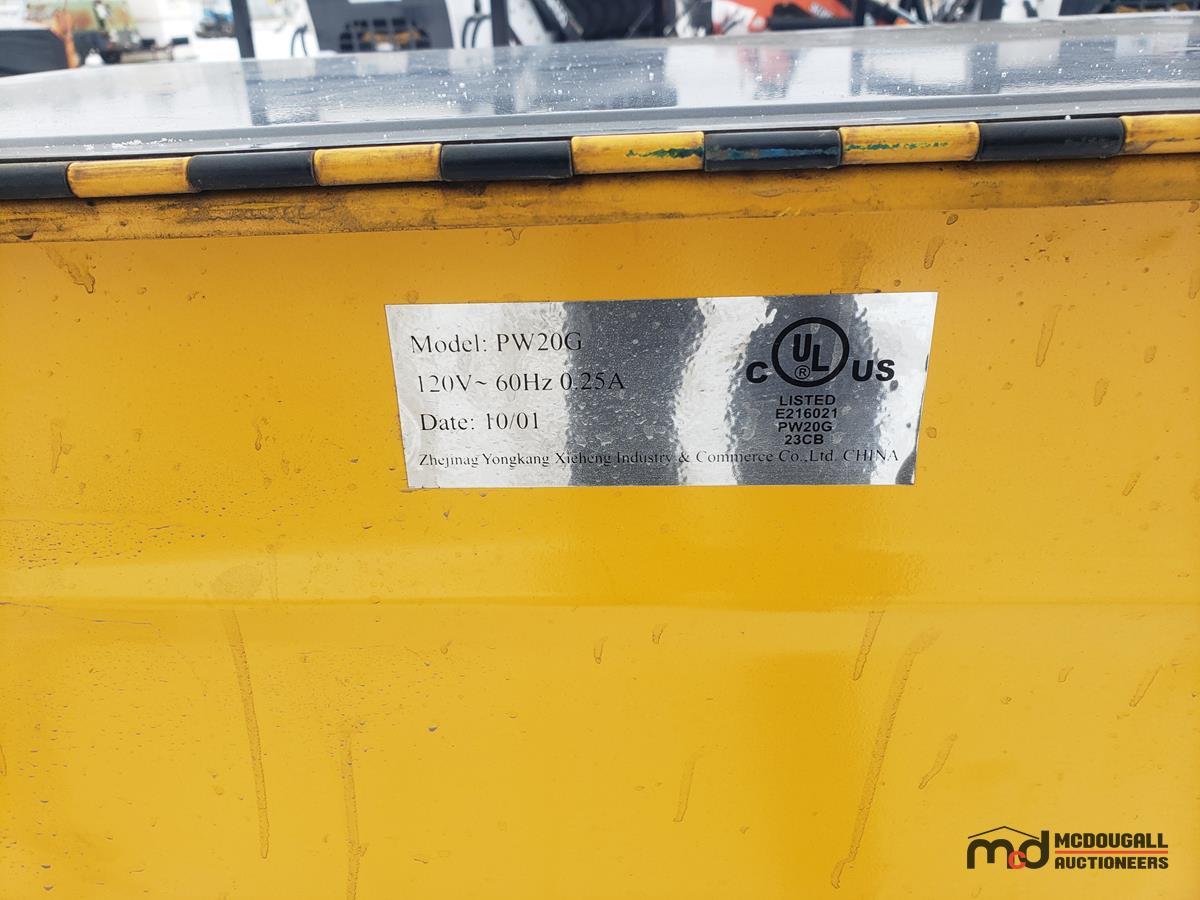 Model: PW20G
120V~ 60Hz 0.25A
Date: 10/01
Zhejinag Yongkang Xieheng Industry & Commerce Co.,Ltd. CHINA
C UL ® US
LISTED
E216021
PW20G
23CB
mcd MCDOUGALL
AUCTIONEERS